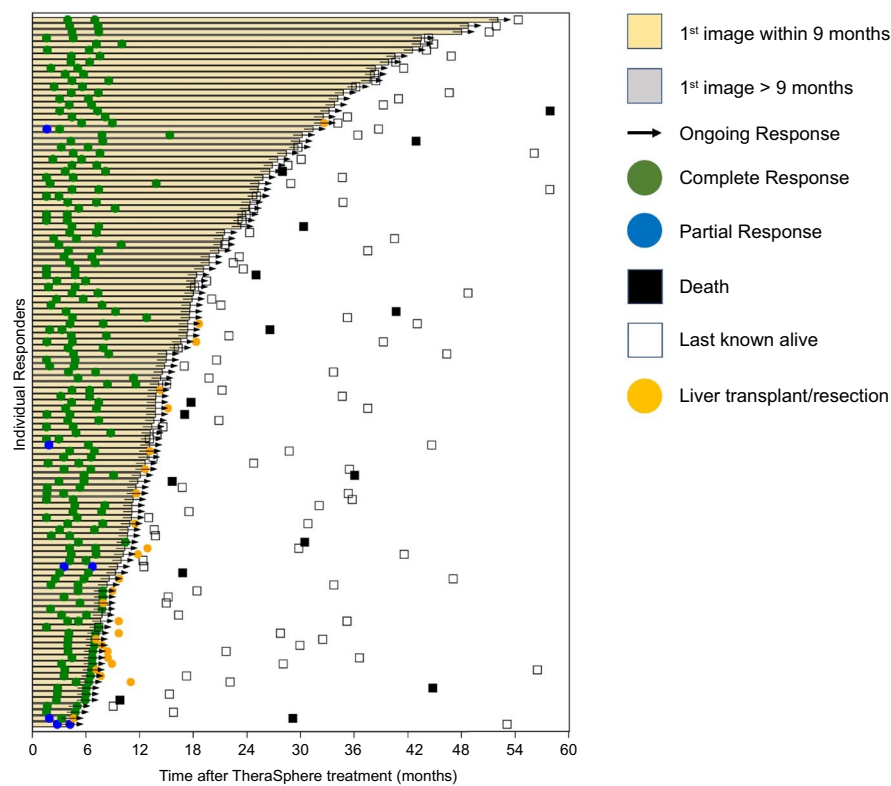 1st image within 9 months
1st image > 9 months
Ongoing Response
Complete Response
Partial Response
Death
Last known alive
Liver transplant/resection
Individual Responders
0 6 12 18 24 30 36 42 48 54 60
Time after TheraSphere treatment (months)